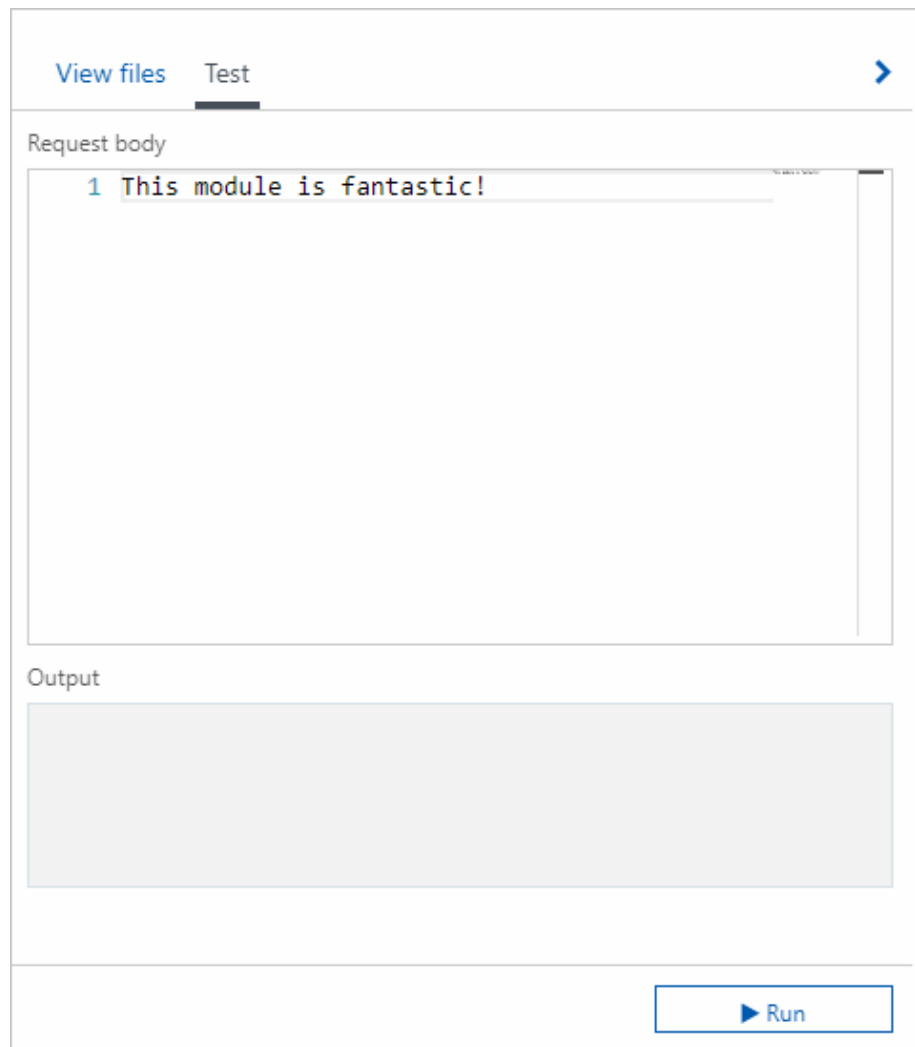 View files Test
Request body
1 This module is fantastic!
Output
Run